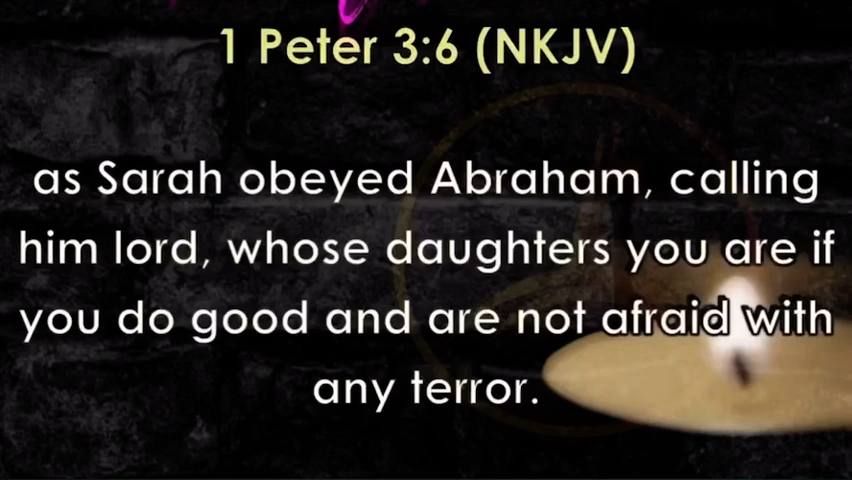 1 Peter 3:6 (NKJV)
as Sarah obeyed Abraham, calling
him lord, whose daughters you are if
you do good and are not afraid with
any terror.